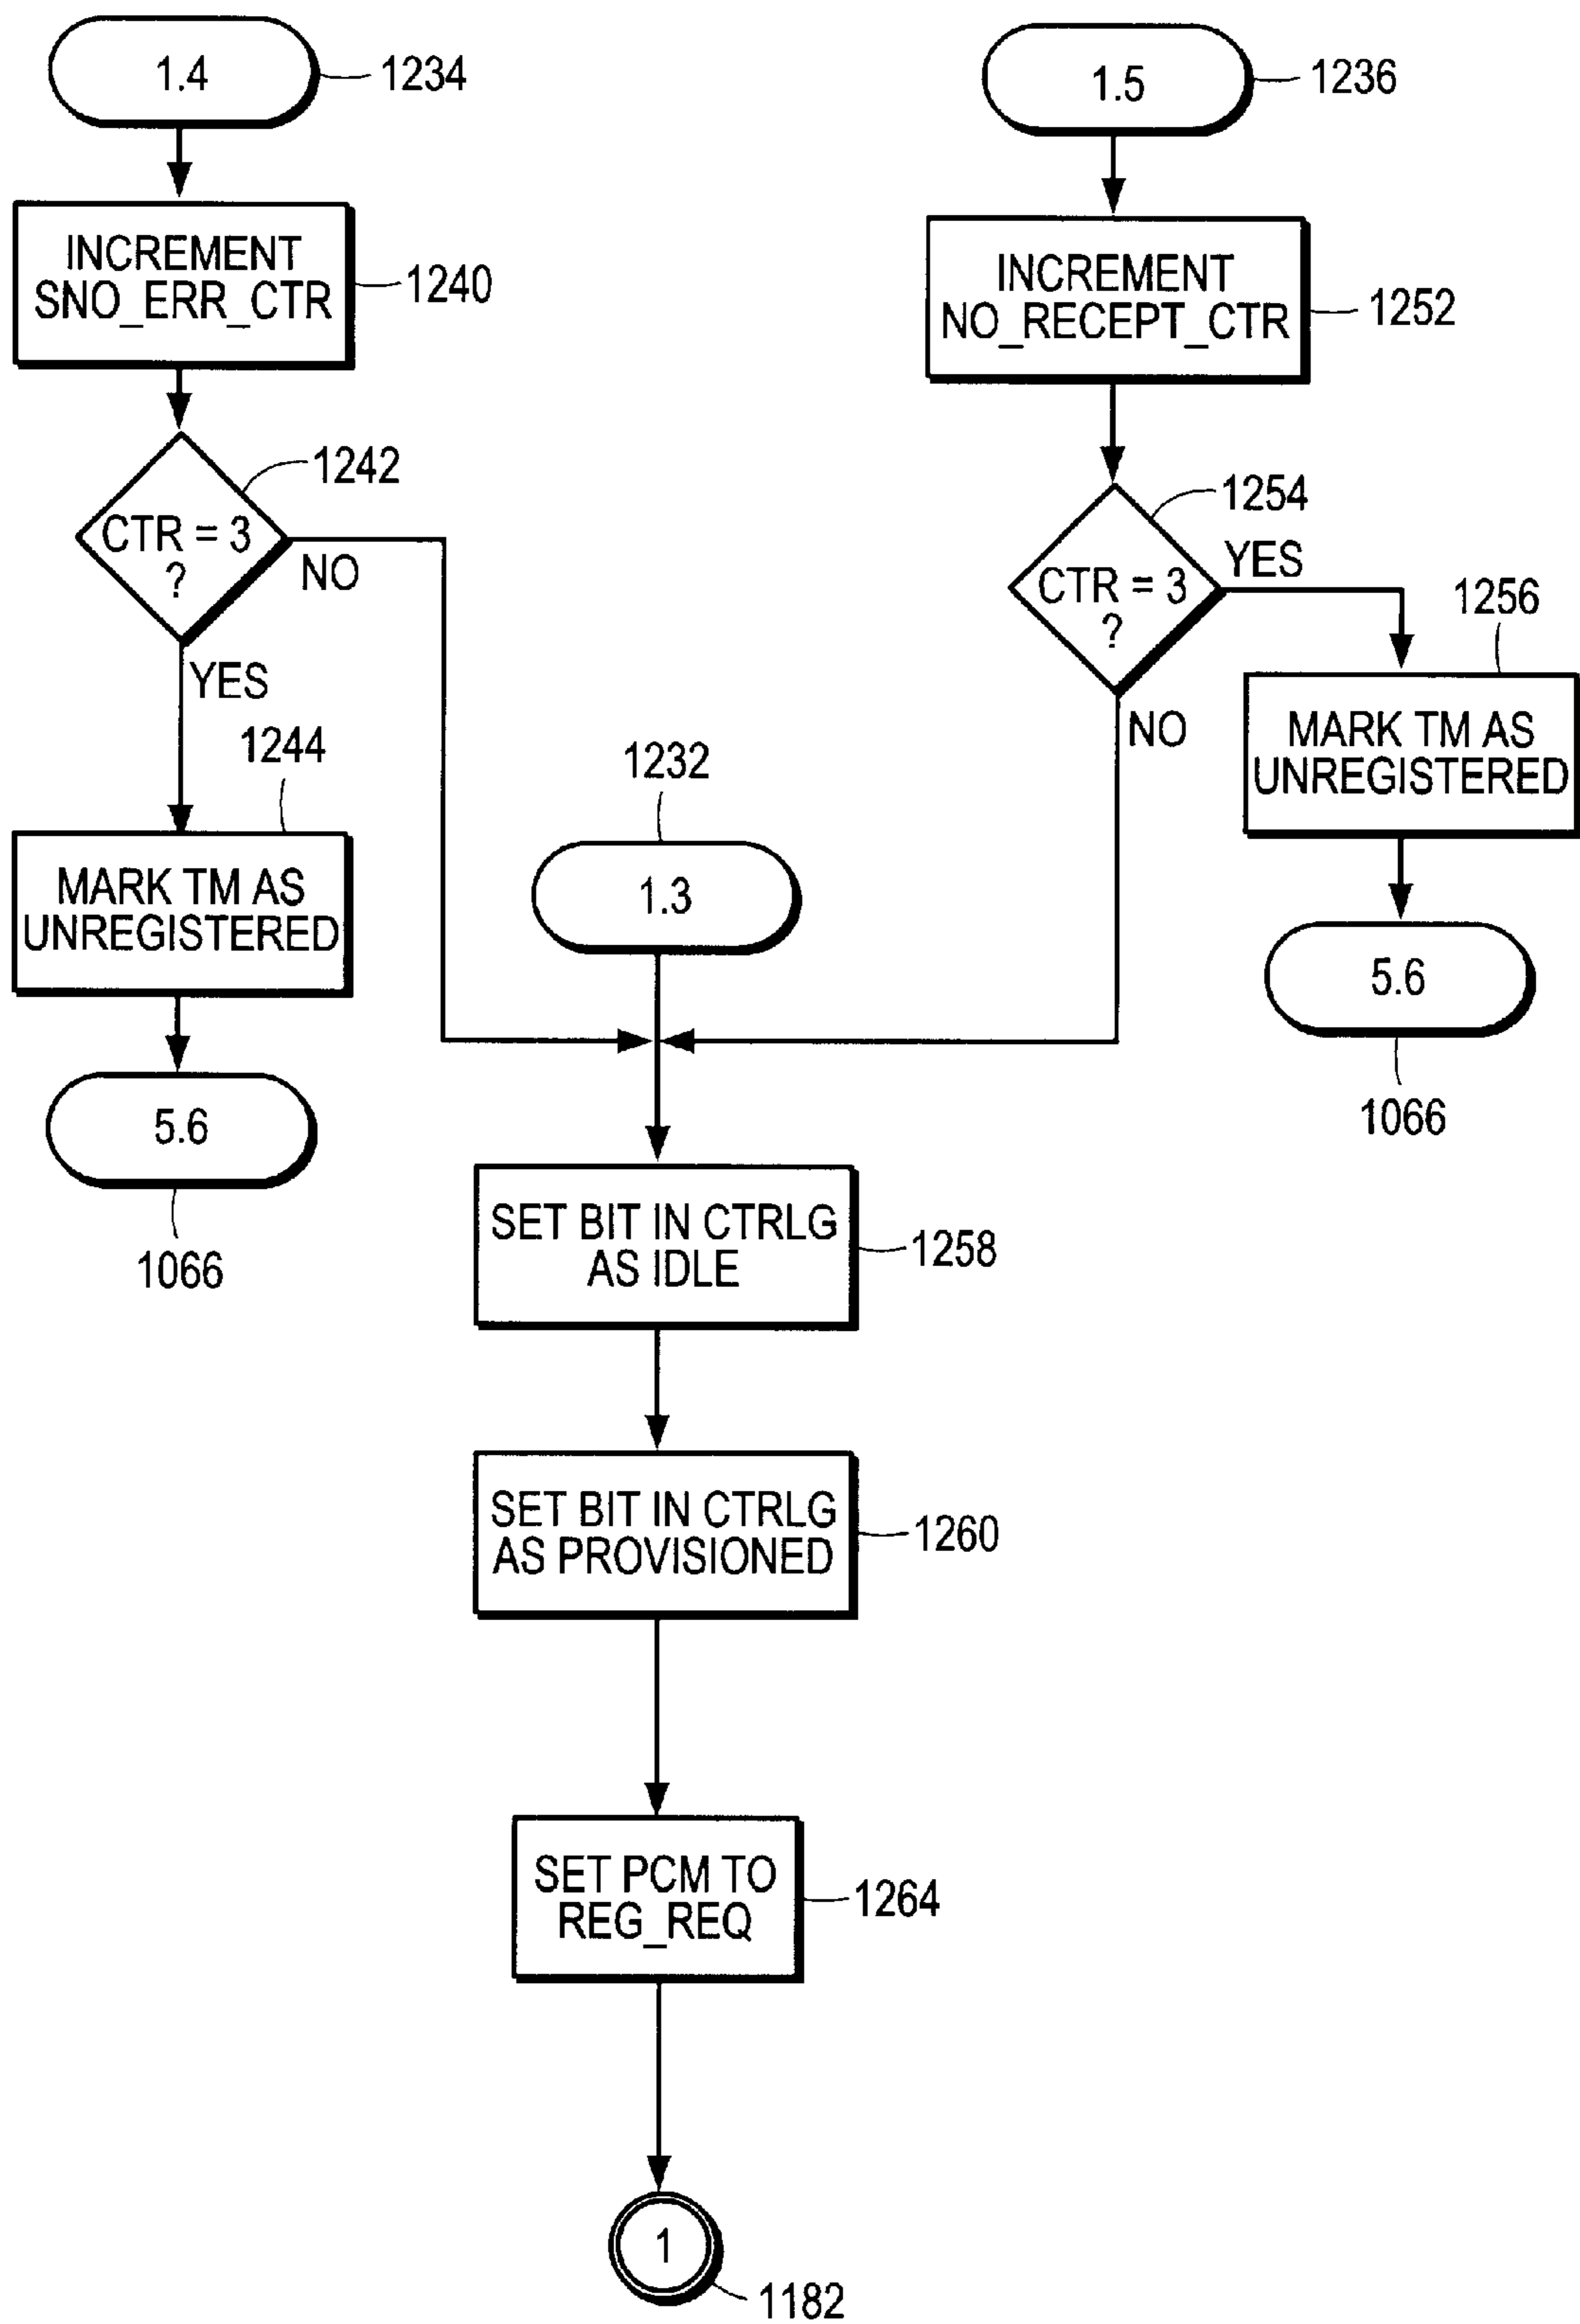 1.4
1234
INCREMENT
SNO_ERR_CTR
1240
CTR = 3
?
1242
NO
YES
1244
MARK TM AS
UNREGISTERED
5.6
1066
1.5
1236
INCREMENT
NO_RECEPT_CTR
1252
CTR = 3
?
1254
YES
NO
1256
MARK TM AS
UNREGISTERED
5.6
1066
1232
1.3
SET BIT IN CTRLG
AS IDLE
1258
SET BIT IN CTRLG
AS PROVISIONED
1260
SET PCM TO
REG_REQ
1264
1
1182